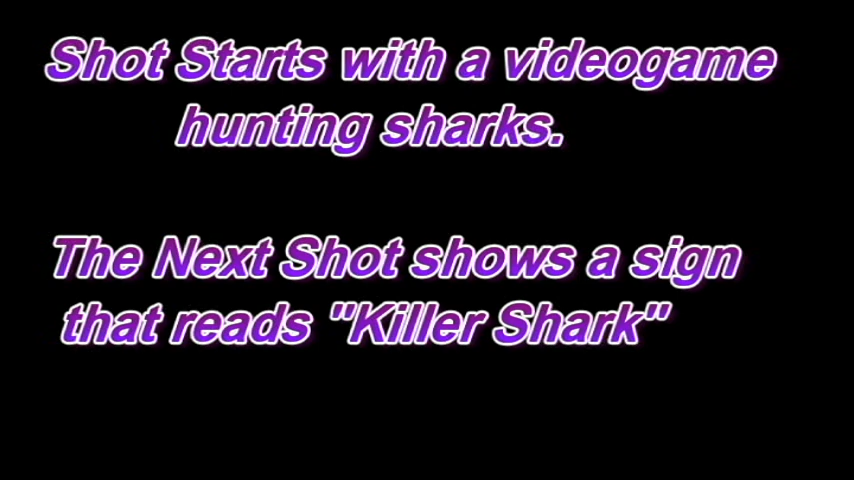 Shot Starts with a videogame
hunting sharks.
The Next Shot shows a sign
that reads "Killer Shark"